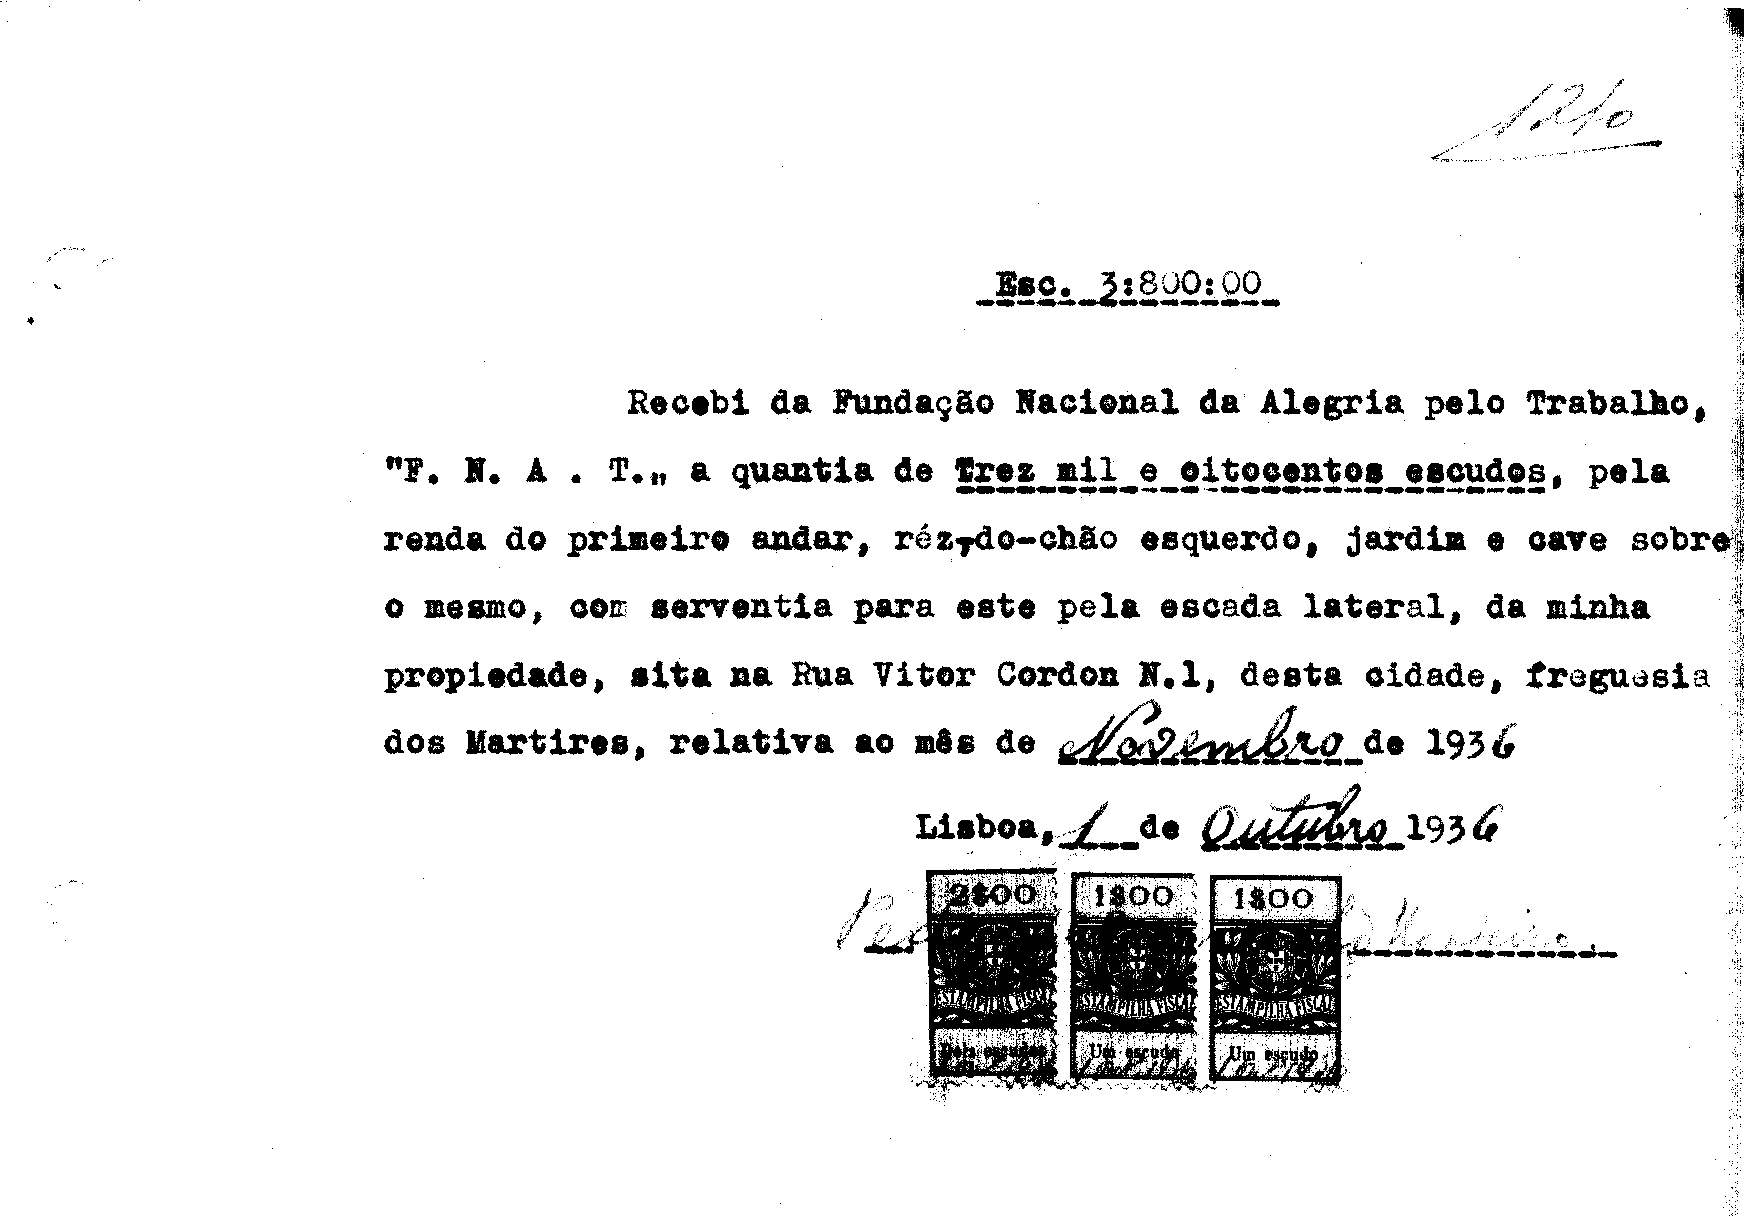 1210
Esc. 3:800:00
Recebi da Fundação Nacional da Alegria pelo Trabalho,
"F. N. A . T.„ a quantia de Trez mil e oitocentos escudos, pela
renda do primeiro andar, réz-do-chão esquerdo, jardim e cave sobre
o mesmo, com serventia para este pela escada lateral, da minha
propiedade, sita na Rua Vitor Cordon N.1, desta cidade, freguesia
dos Martires, relativa ao mês de Novembro de 1936
Lisboa, 1 de Outubro 1936
2$00 1$00 1$00
ESTAMPILHA FISCAL ESTAMPILHA FISCAL ESTAMPILHA FISCAL
Dois escudos Um escudo Um escudo